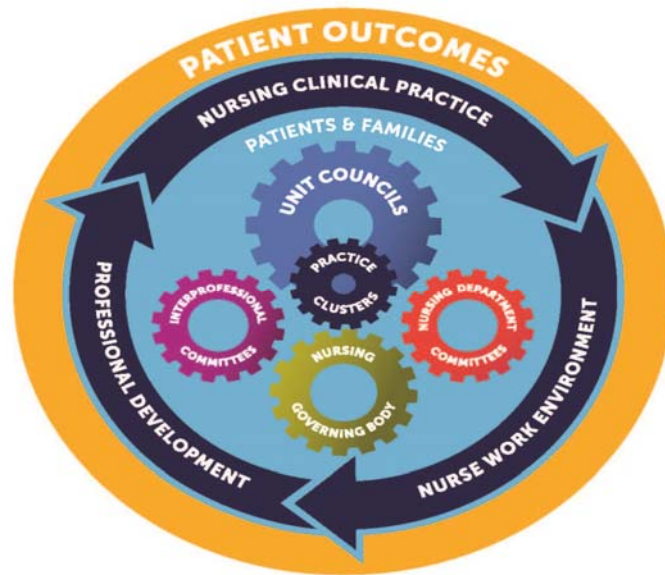 PATIENT OUTCOMES
NURSING CLINICAL PRACTICE
PATIENTS & FAMILIES
UNIT COUNCILS
PRACTICE
CLUSTERS
INTERPROFESSIONAL
COMMITTEES
NURSING DEPARTMENT
COMMITTEES
NURSING
GOVERNING BODY
PROFESSIONAL DEVELOPMENT
NURSE WORK ENVIRONMENT